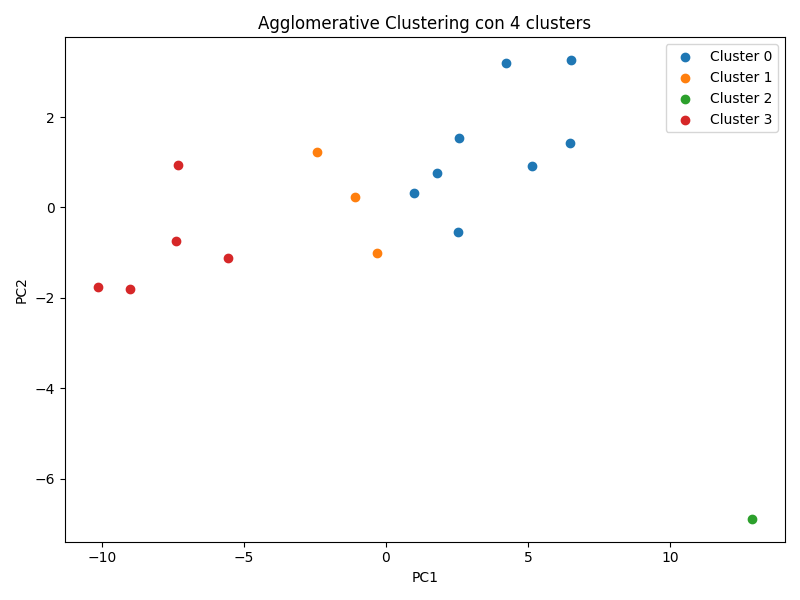 Agglomerative Clustering con 4 clusters
Cluster 0
Cluster 1
Cluster 2
Cluster 3
2
0
−2
−4
−6
PC2
−10
−5
0
5
10
PC1